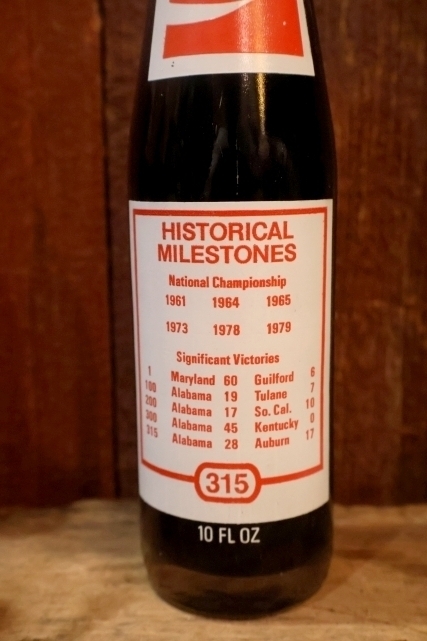 HISTORICAL
MILESTONES
National Championship
1961 1964 1965
1973 1978 1979
Significant Victories
1 Maryland 60 Guilford 6
100 Alabama 19 Tulane 7
200 Alabama 17 So. Cal. 10
300 Alabama 45 Kentucky 0
315 Alabama 28 Auburn 17
315
10 FL OZ